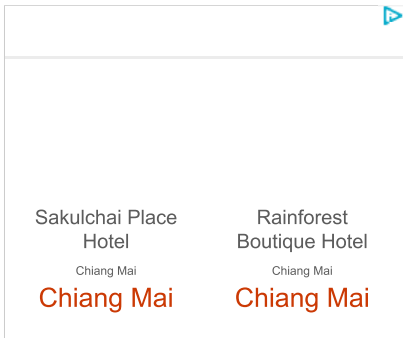 Sakulchai Place
Hotel
Chiang Mai
Chiang Mai
Rainforest
Boutique Hotel
Chiang Mai
Chiang Mai